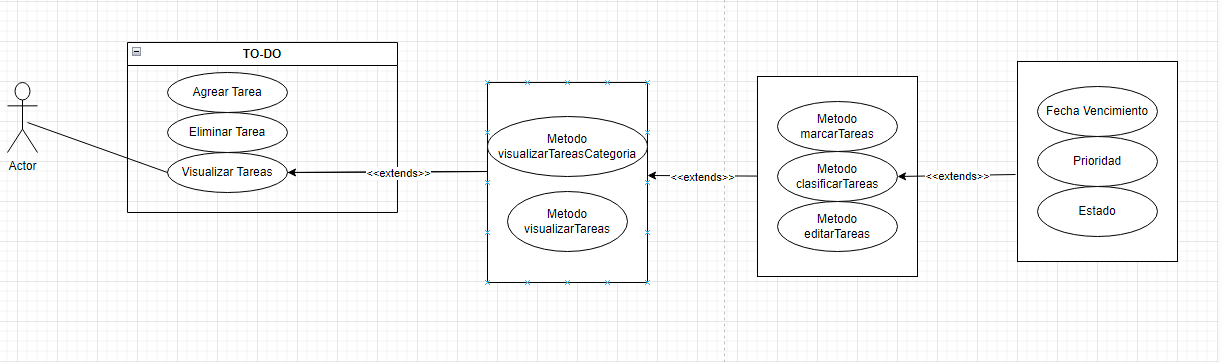 TO-DO
Agrear Tarea
Eliminar Tarea
Visualizar Tareas
Actor
<<extends>>
Metodo
visualizarTareasCategoria
Metodo
visualizarTareas
<<extends>>
Metodo
marcarTareas
Metodo
clasificarTareas
Metodo
editarTareas
<<extends>>
Fecha Vencimiento
Prioridad
Estado